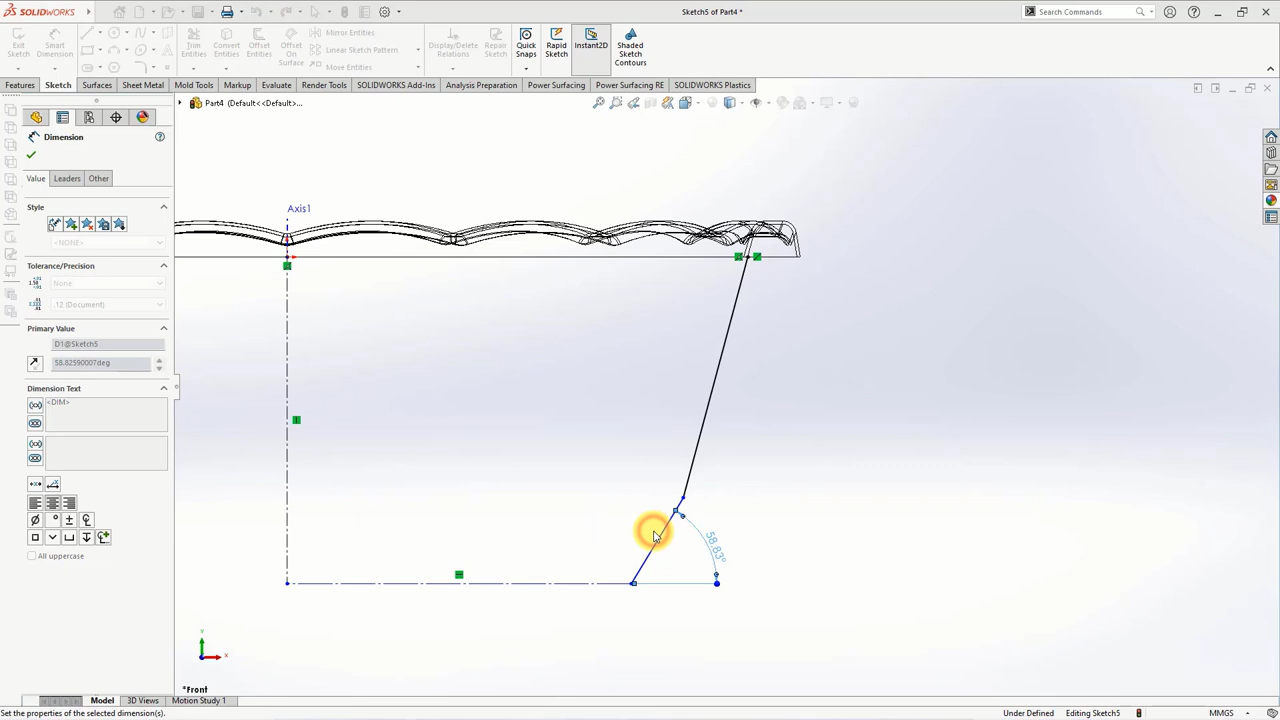 SOLIDWORKS
Sketch5 of Part4 *
Search Commands
Exit Sketch
Smart Dimension
Trim Entities
Convert Entities
Offset Entities
Offset On Surface
Mirror Entities
Linear Sketch Pattern
Move Entities
Display/Delete Relations
Repair Sketch
Quick Snaps
Rapid Sketch
Instant2D
Shaded Sketch Contours
Features
Sketch
Surfaces
Sheet Metal
Mold Tools
Markup
Evaluate
Render Tools
SOLIDWORKS Add-Ins
Analysis Preparation
Power Surfacing
Power Surfacing RE
SOLIDWORKS Plastics
Part4 (Default<<Default>...
Dimension
Value
Leaders
Other
Style
<NONE>
Tolerance/Precision
None
.12 (Document)
Primary Value
D1@Sketch5
58.82590007deg
Dimension Text
<DIM>
All uppercase
Axis1
58.83°
Y
X
*Front
Model
3D Views
Motion Study 1
Set the properties of the selected dimension(s).
Under Defined
Editing Sketch5
MMGS